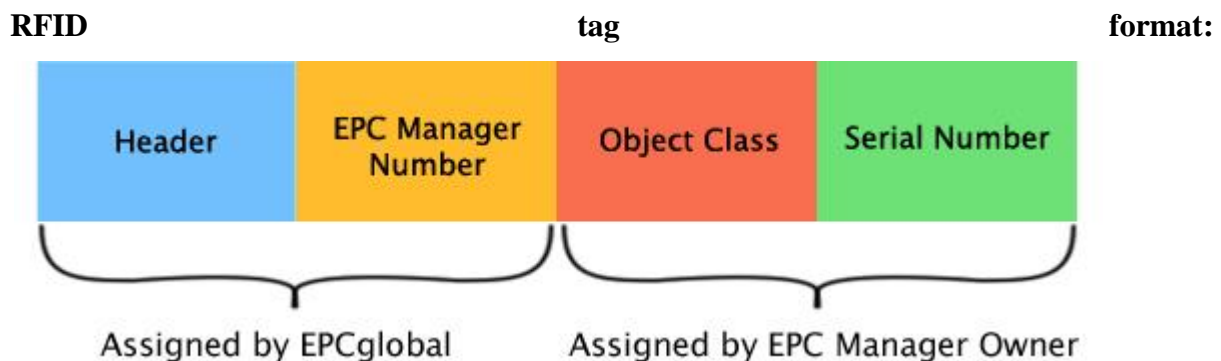 RFID tag format:
Header
EPC Manager
Number
Object Class
Serial Number
Assigned by EPCglobal
Assigned by EPC Manager Owner